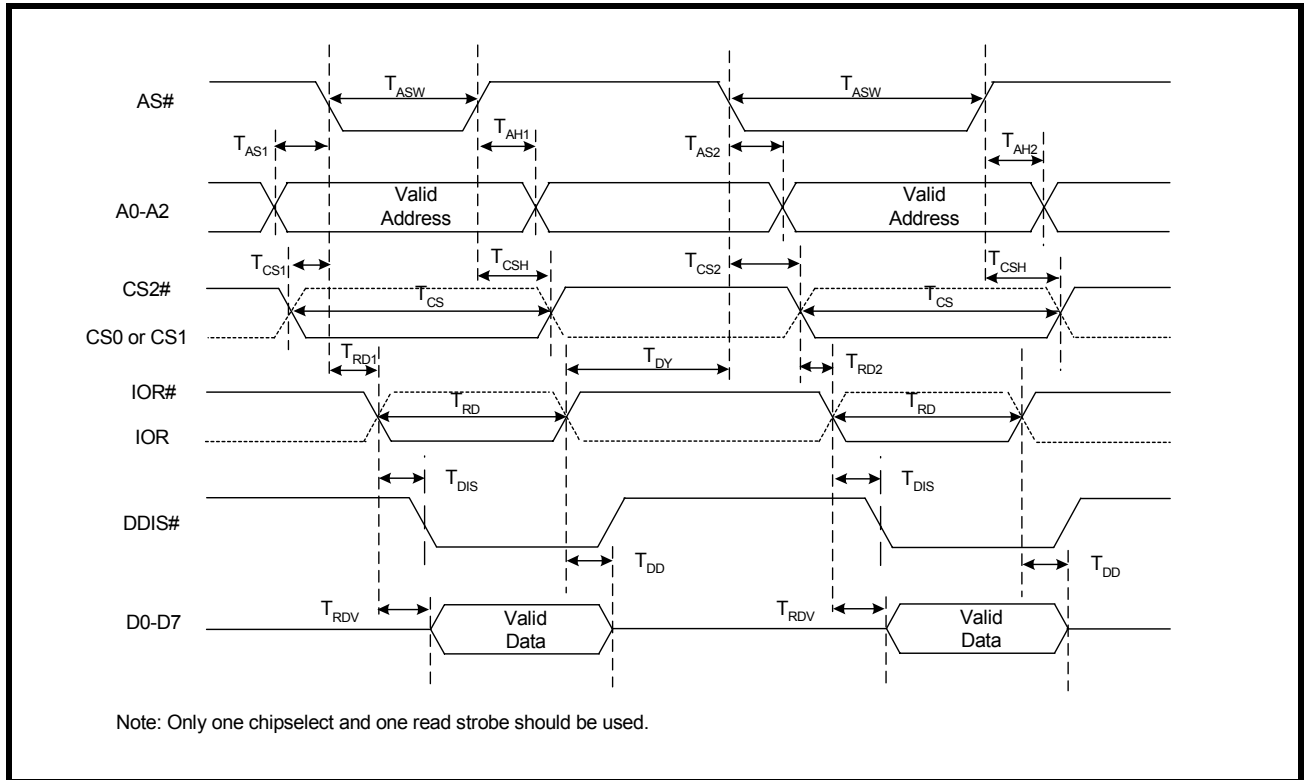 AS#
T_ASW
T_ASW
T_AS1
T_AH1
T_AS2
T_AH2
A0-A2
Valid
Address
Valid
Address
T_CS1
T_CSH
T_CS2
T_CSH
CS2#
T_CS
T_CS
CS0 or CS1
T_RD1
T_DY
T_RD2
IOR#
T_RD
T_RD
IOR
T_DIS
T_DIS
DDIS#
T_DD
T_DD
T_RDV
T_RDV
D0-D7
Valid
Data
Valid
Data
Note: Only one chipselect and one read strobe should be used.